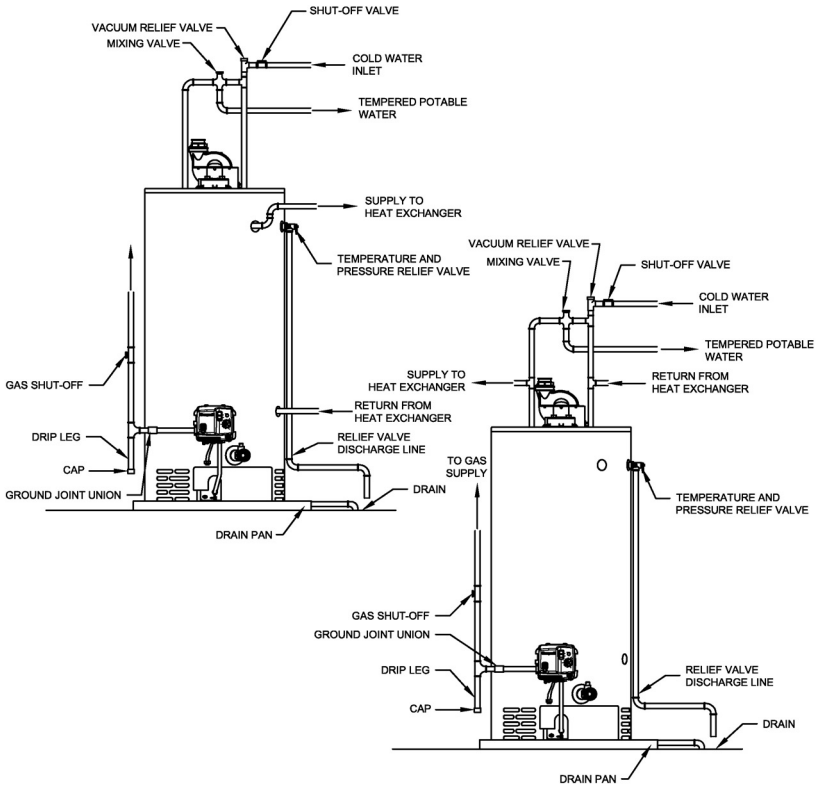 SHUT-OFF VALVE
VACUUM RELIEF VALVE
MIXING VALVE
COLD WATER
INLET
TEMPERED POTABLE
WATER
SUPPLY TO
HEAT EXCHANGER
TEMPERATURE AND
PRESSURE RELIEF VALVE
GAS SHUT-OFF
RETURN FROM
HEAT EXCHANGER
DRIP LEG
RELIEF VALVE
DISCHARGE LINE
CAP
GROUND JOINT UNION
DRAIN
DRAIN PAN
VACUUM RELIEF VALVE
MIXING VALVE
SHUT-OFF VALVE
COLD WATER
INLET
TEMPERED POTABLE
WATER
SUPPLY TO
HEAT EXCHANGER
RETURN FROM
HEAT EXCHANGER
TO GAS
SUPPLY
TEMPERATURE AND
PRESSURE RELIEF VALVE
GAS SHUT-OFF
GROUND JOINT UNION
DRIP LEG
RELIEF VALVE
DISCHARGE LINE
CAP
DRAIN
DRAIN PAN